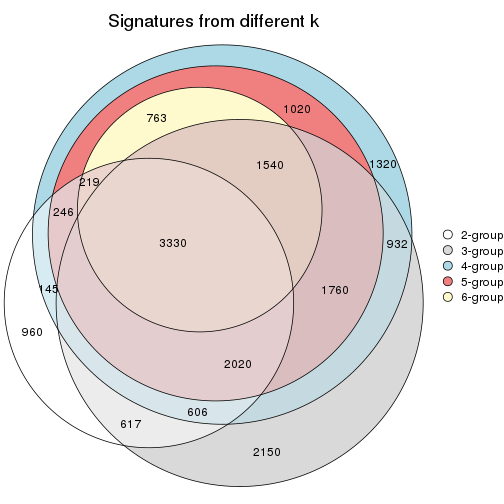 Signatures from different k
1020
763
1320
1540
219
246
932
3330
145
1760
960
2020
606
617
2150
2-group
3-group
4-group
5-group
6-group